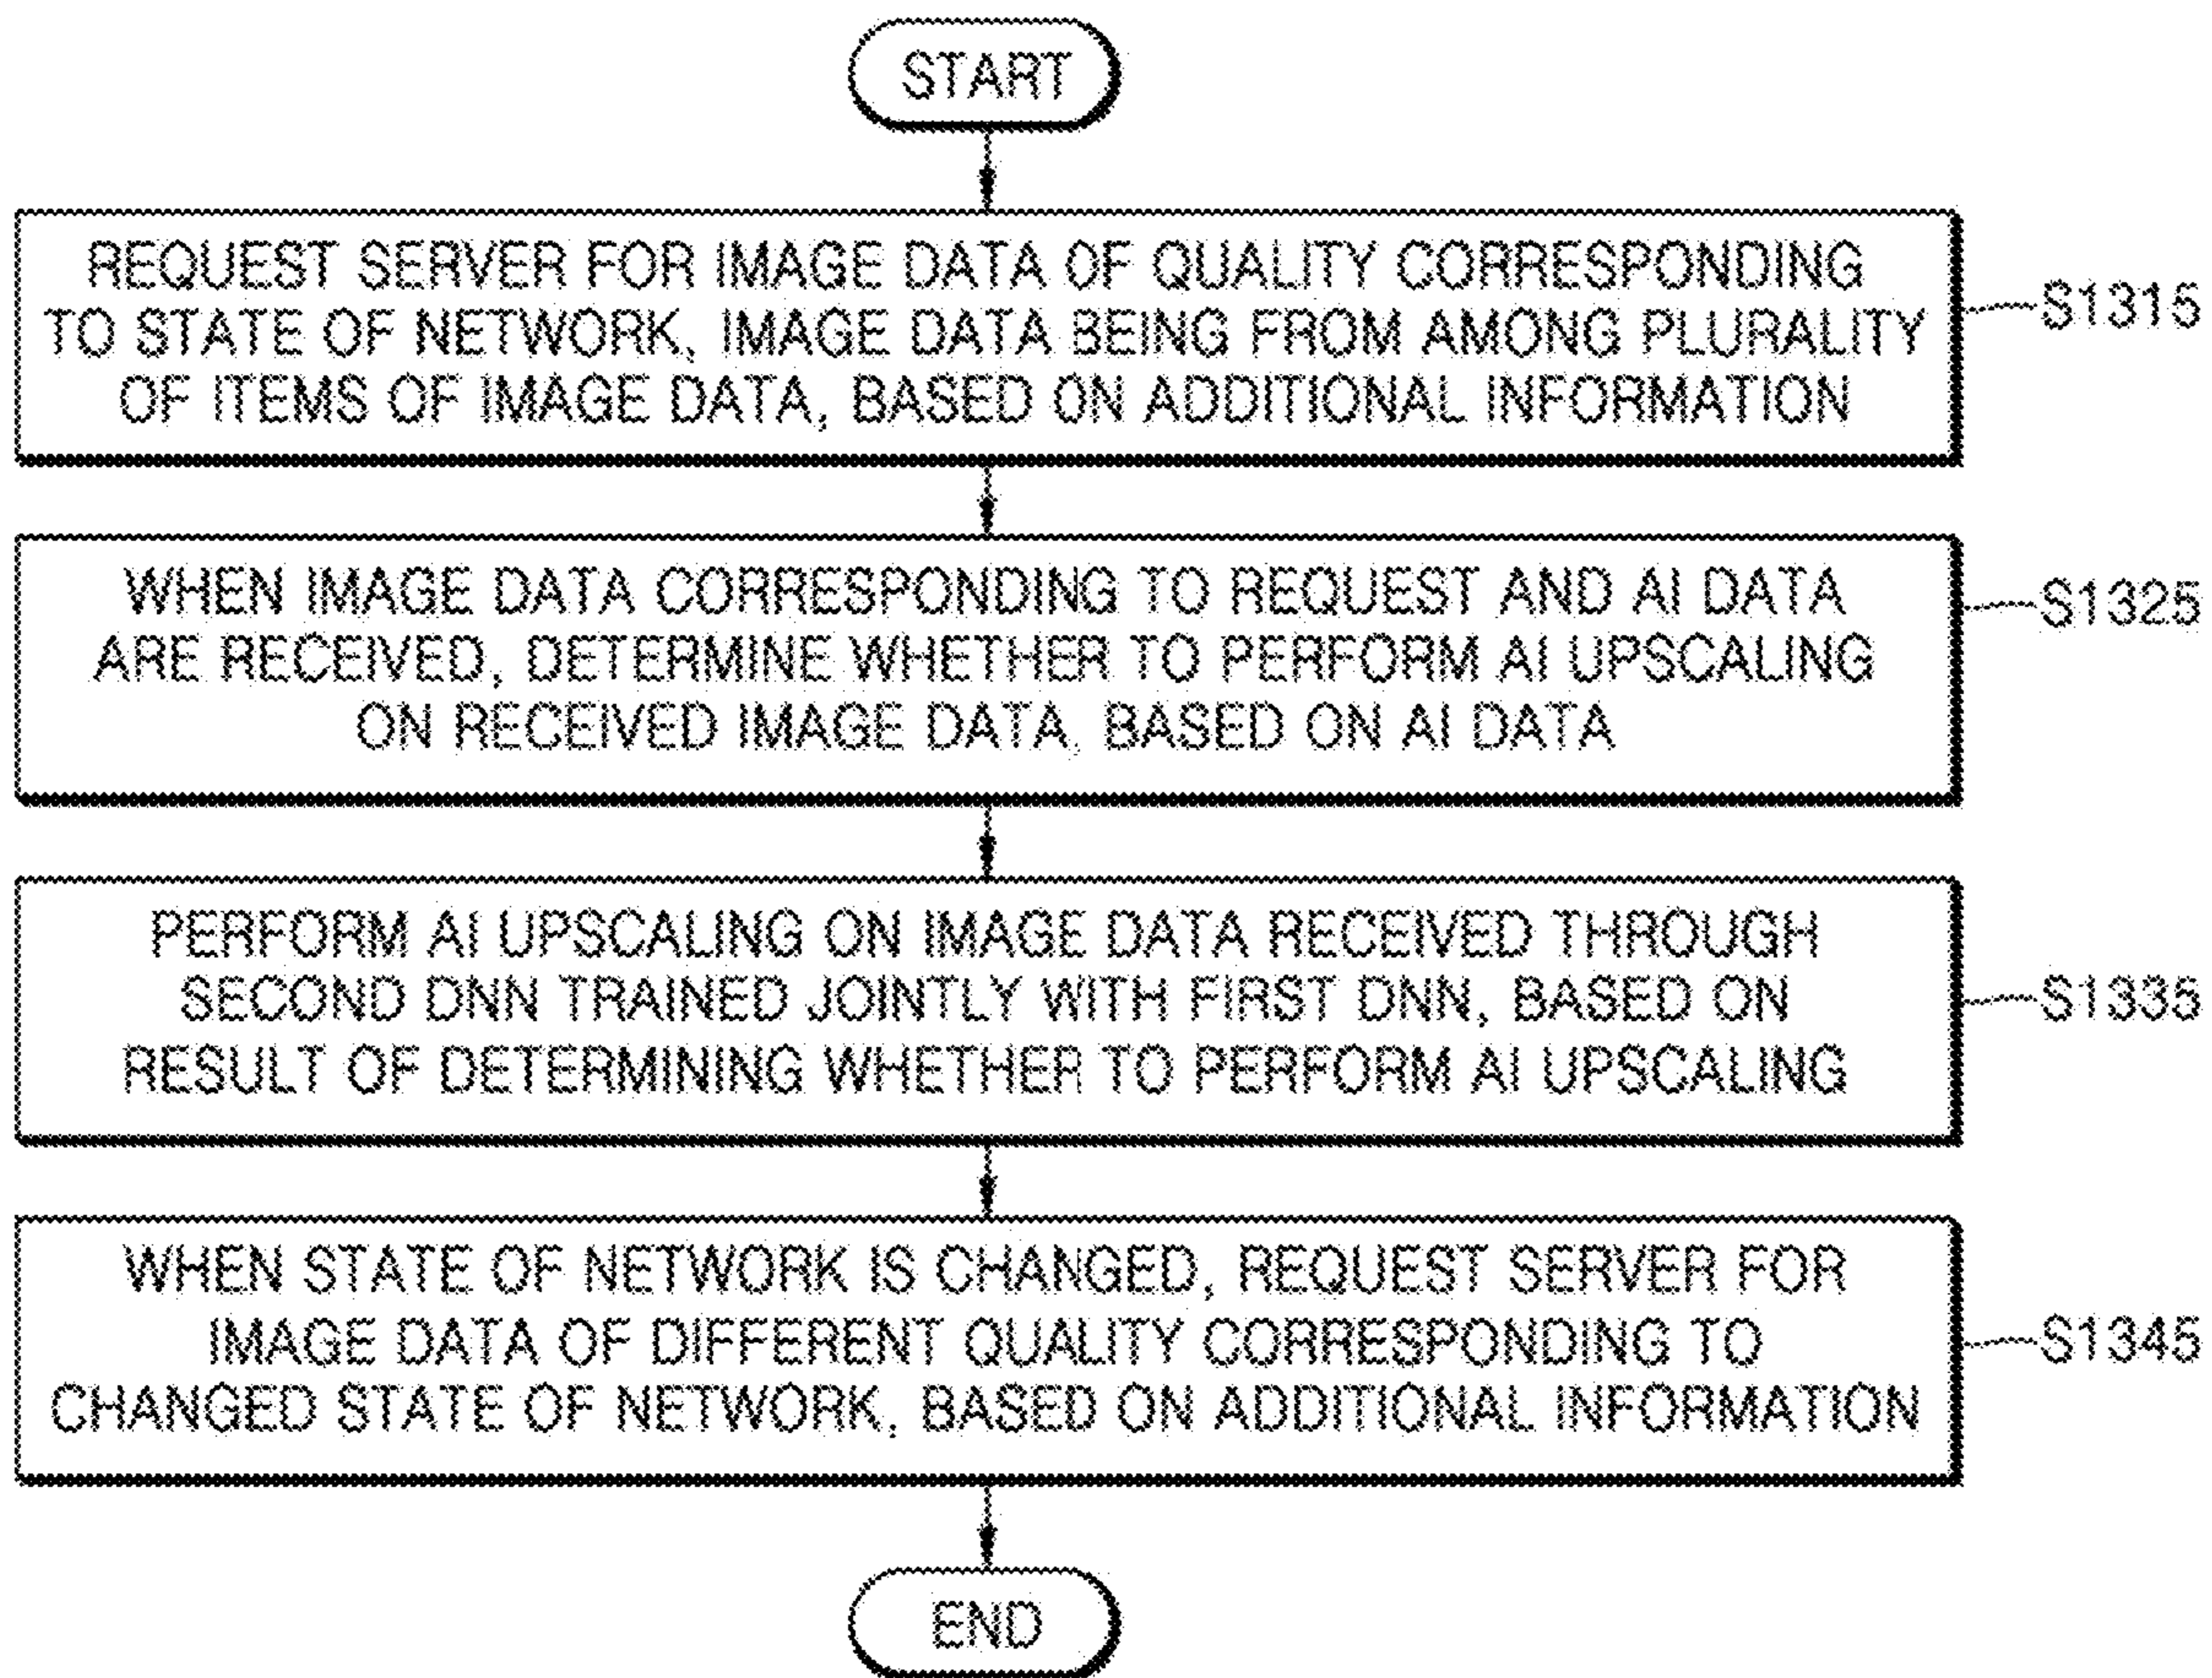 START
REQUEST SERVER FOR IMAGE DATA OF QUALITY CORRESPONDING
TO STATE OF NETWORK, IMAGE DATA BEING FROM AMONG PLURALITY
OF ITEMS OF IMAGE DATA, BASED ON ADDITIONAL INFORMATION
S1315
WHEN IMAGE DATA CORRESPONDING TO REQUEST AND AI DATA
ARE RECEIVED, DETERMINE WHETHER TO PERFORM AI UPSCALING
ON RECEIVED IMAGE DATA, BASED ON AI DATA
S1325
PERFORM AI UPSCALING ON IMAGE DATA RECEIVED THROUGH
SECOND DNN TRAINED JOINTLY WITH FIRST DNN, BASED ON
RESULT OF DETERMINING WHETHER TO PERFORM AI UPSCALING
S1335
WHEN STATE OF NETWORK IS CHANGED, REQUEST SERVER FOR
IMAGE DATA OF DIFFERENT QUALITY CORRESPONDING TO
CHANGED STATE OF NETWORK, BASED ON ADDITIONAL INFORMATION
S1345
END